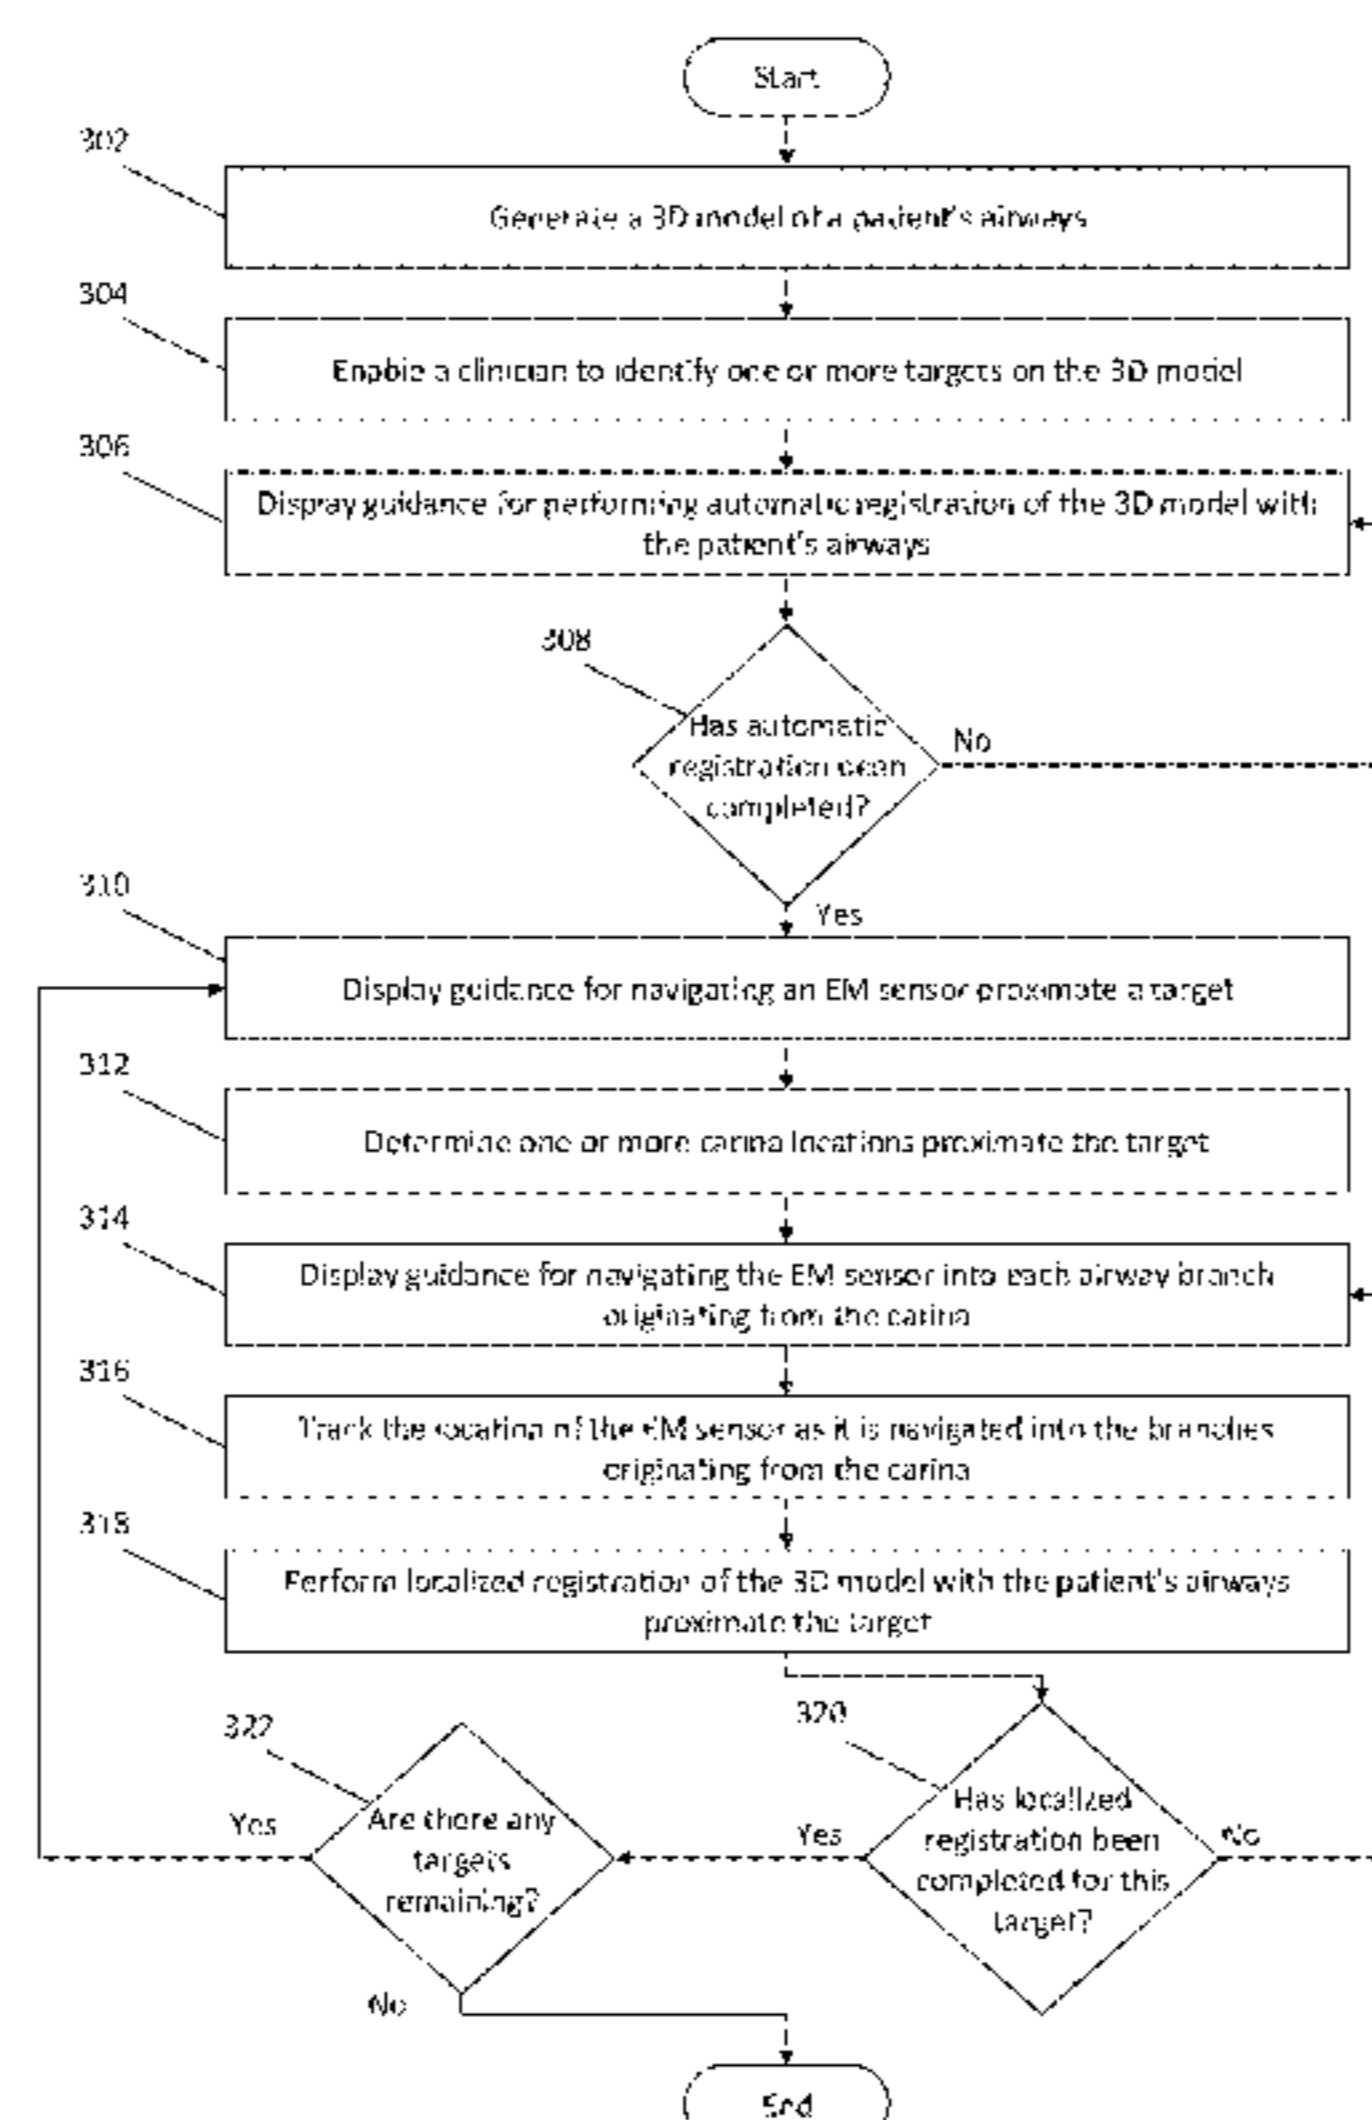 Start
302
Generate a 3D model of a patient's airways
304
Enable a clinician to identify one or more targets on the 3D model
306
Display guidance for performing automatic registration of the 3D model with
the patient's airways
308
Has automatic
registration been
completed?
No
Yes
310
Display guidance for navigating an EM sensor proximate a target
312
Determine one or more carina locations proximate the target
314
Display guidance for navigating the EM sensor into each airway branch
originating from the carina
316
Track the location of the EM sensor as it is navigated into the branches
originating from the carina
318
Perform localized registration of the 3D model with the patient's airways
proximate the target
320
Has localized
registration been
completed for this
target?
No
Yes
322
Are there any
targets
remaining?
Yes
No
End